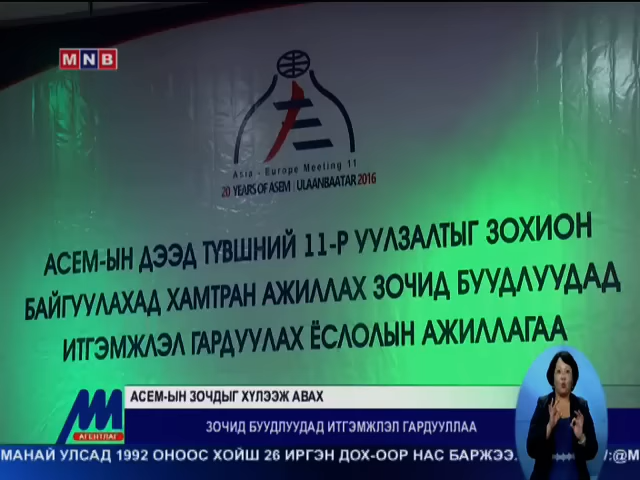 MNB
Asia - Europe Meeting 11
20 YEARS OF ASEM | ULAANBAATAR 2016
АСЕМ-ЫН ДЭЭД ТҮВШНИЙ 11-Р УУЛЗАЛТЫГ ЗОХИОН
БАЙГУУЛАХАД ХАМТРАН АЖИЛЛАХ ЗОЧИД БУУДЛУУДАД
ИТГЭМЖЛЭЛ ГАРДУУЛАХ ЁСЛОЛЫН АЖИЛЛАГАА
АСЕМ-ЫН ЗОЧДЫГ ХҮЛЭЭЖ АВАХ
АГЕНТЛАГ
ЗОЧИД БУУДЛУУДАД ИТГЭМЖЛЭЛ ГАРДУУЛЛАА
МАНАЙ УЛСАД 1992 ОНООС ХОЙШ 26 ИРГЭН ДОХ-ООР НАС БАРЖЭЭ.